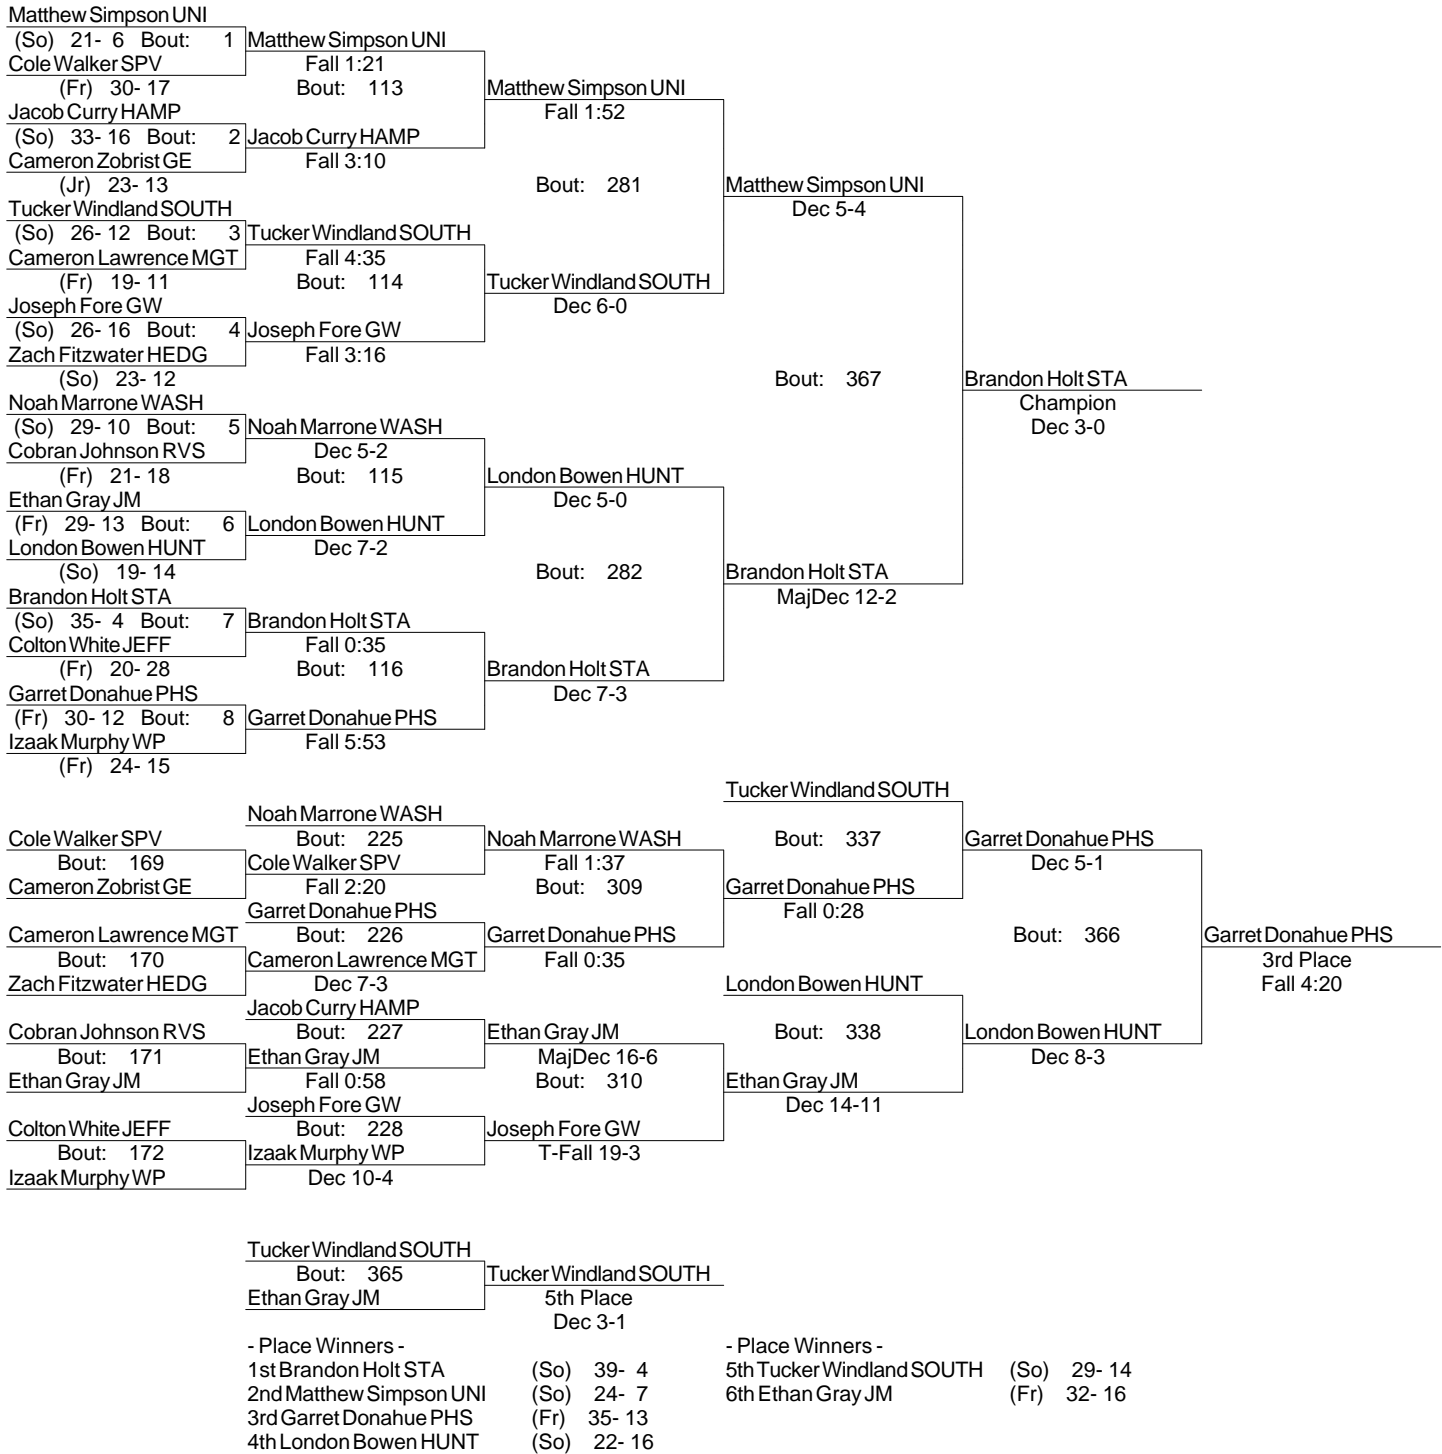 Matthew Simpson UNI
(So) 21- 6 Bout: 1 Matthew Simpson UNI
Cole Walker SPV Fall 1:21
(Fr) 30- 17 Bout: 113 Matthew Simpson UNI
Jacob Curry HAMP Fall 1:52
(So) 33- 16 Bout: 2 Jacob Curry HAMP
Cameron Zobrist GE Fall 3:10
(Jr) 23- 13 Bout: 281 Matthew Simpson UNI
Tucker Windland SOUTH Dec 5-4
(So) 26- 12 Bout: 3 Tucker Windland SOUTH
Cameron Lawrence MGT Fall 4:35
(Fr) 19- 11 Bout: 114 Tucker Windland SOUTH
Joseph Fore GW Dec 6-0
(So) 26- 16 Bout: 4 Joseph Fore GW
Zach Fitzwater HEDG Fall 3:16
(So) 23- 12 Bout: 367 Brandon Holt STA
Noah Marrone WASH Champion
(So) 29- 10 Bout: 5 Noah Marrone WASH Dec 3-0
Cobran Johnson RVS Dec 5-2
(Fr) 21- 18 Bout: 115 London Bowen HUNT
Ethan Gray JM Dec 5-0
(Fr) 29- 13 Bout: 6 London Bowen HUNT
London Bowen HUNT Dec 7-2
(So) 19- 14 Bout: 282 Brandon Holt STA
Brandon Holt STA MajDec 12-2
(So) 35- 4 Bout: 7 Brandon Holt STA
Colton White JEFF Fall 0:35
(Fr) 20- 28 Bout: 116 Brandon Holt STA
Garret Donahue PHS Dec 7-3
(Fr) 30- 12 Bout: 8 Garret Donahue PHS
Izaak Murphy WP Fall 5:53
(Fr) 24- 15
Tucker Windland SOUTH
Noah Marrone WASH
Cole Walker SPV Bout: 225 Noah Marrone WASH Bout: 337 Garret Donahue PHS
Bout: 169 Cole Walker SPV Fall 1:37 Dec 5-1
Cameron Zobrist GE Fall 2:20 Bout: 309 Garret Donahue PHS
Garret Donahue PHS Fall 0:28
Cameron Lawrence MGT Bout: 226 Garret Donahue PHS Bout: 366 Garret Donahue PHS
Bout: 170 Cameron Lawrence MGT Fall 0:35 3rd Place
Zach Fitzwater HEDG Dec 7-3 London Bowen HUNT Fall 4:20
Jacob Curry HAMP
Cobran Johnson RVS Bout: 227 Ethan Gray JM Bout: 338 London Bowen HUNT
Bout: 171 Ethan Gray JM MajDec 16-6 Dec 8-3
Ethan Gray JM Fall 0:58 Bout: 310 Ethan Gray JM
Joseph Fore GW Dec 14-11
Colton White JEFF Bout: 228 Joseph Fore GW
Bout: 172 Izaak Murphy WP T-Fall 19-3
Izaak Murphy WP Dec 10-4
Tucker Windland SOUTH
Bout: 365 Tucker Windland SOUTH
Ethan Gray JM 5th Place
Dec 3-1
- Place Winners - - Place Winners -
1st Brandon Holt STA (So) 39- 4 5th Tucker Windland SOUTH (So) 29- 14
2nd Matthew Simpson UNI (So) 24- 7 6th Ethan Gray JM (Fr) 32- 16
3rd Garret Donahue PHS (Fr) 35- 13
4th London Bowen HUNT (So) 22- 16